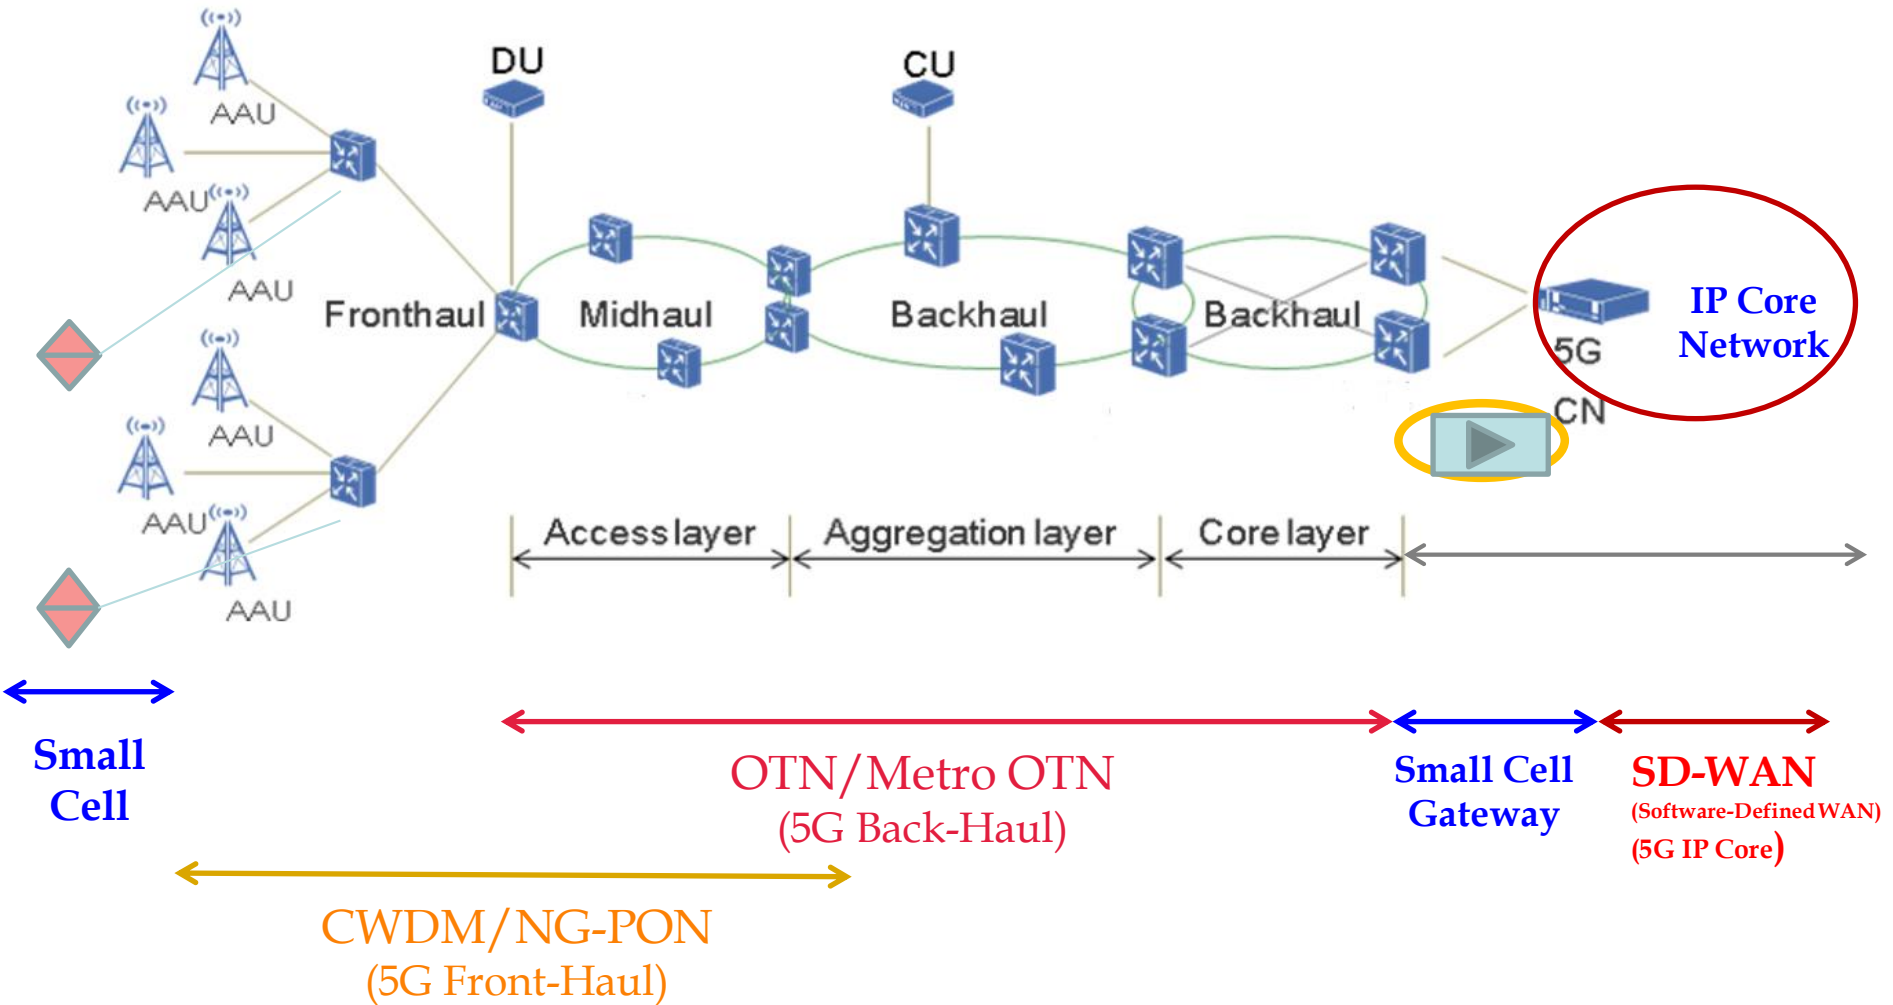 DU
CU
AAU
AAU
AAU
Fronthaul
Midhaul
Backhaul
Backhaul
IP Core
Network
5G
CN
AAU
AAU
AAU
Access layer
Aggregation layer
Core layer
Small
Cell
OTN/Metro OTN
(5G Back-Haul)
Small Cell
Gateway
SD-WAN
(Software-Defined WAN)
(5G IP Core)
CWDM/NG-PON
(5G Front-Haul)